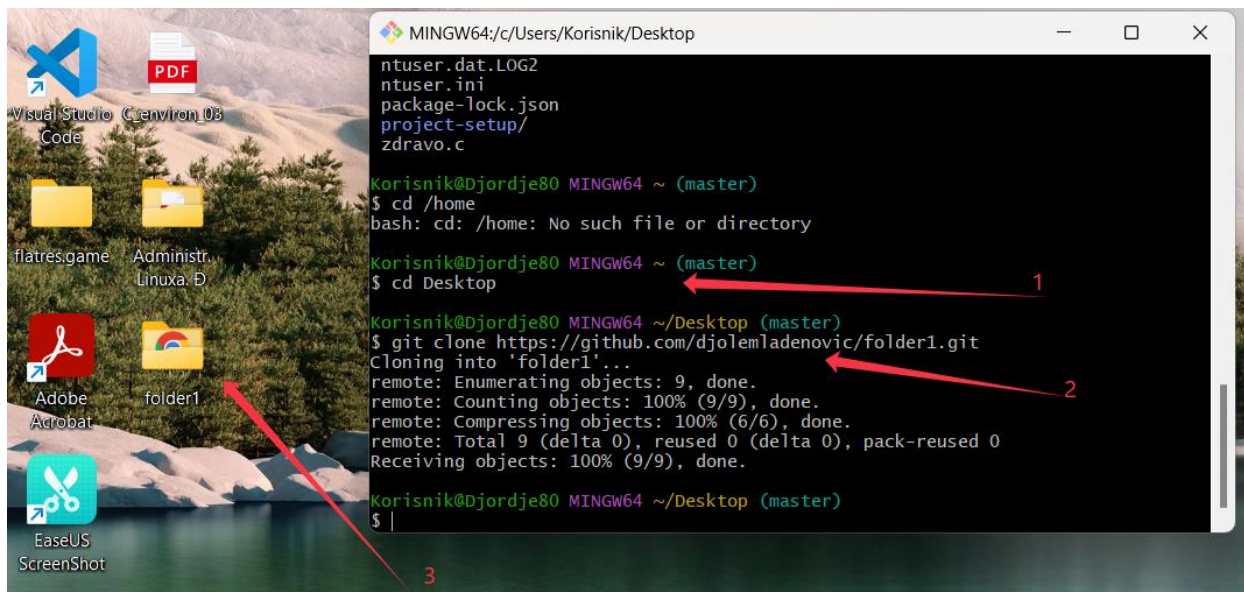 Visual Studio
Code
PDF
C_environ_03
flatres.game
Administr.
Linuxa. Đ
Adobe
Acrobat
folder1
EaseUS
ScreenShot
MINGW64:/c/Users/Korisnik/Desktop
ntuser.dat.LOG2
ntuser.ini
package-lock.json
project-setup/
zdravo.c
Korisnik@Djordje80 MINGW64 ~ (master)
$ cd /home
bash: cd: /home: No such file or directory
Korisnik@Djordje80 MINGW64 ~ (master)
$ cd Desktop
1
Korisnik@Djordje80 MINGW64 ~/Desktop (master)
$ git clone https://github.com/djolemladenovic/folder1.git
Cloning into 'folder1'...
remote: Enumerating objects: 9, done.
2
remote: Counting objects: 100% (9/9), done.
remote: Compressing objects: 100% (6/6), done.
remote: Total 9 (delta 0), reused 0 (delta 0), pack-reused 0
Receiving objects: 100% (9/9), done.
Korisnik@Djordje80 MINGW64 ~/Desktop (master)
$
3